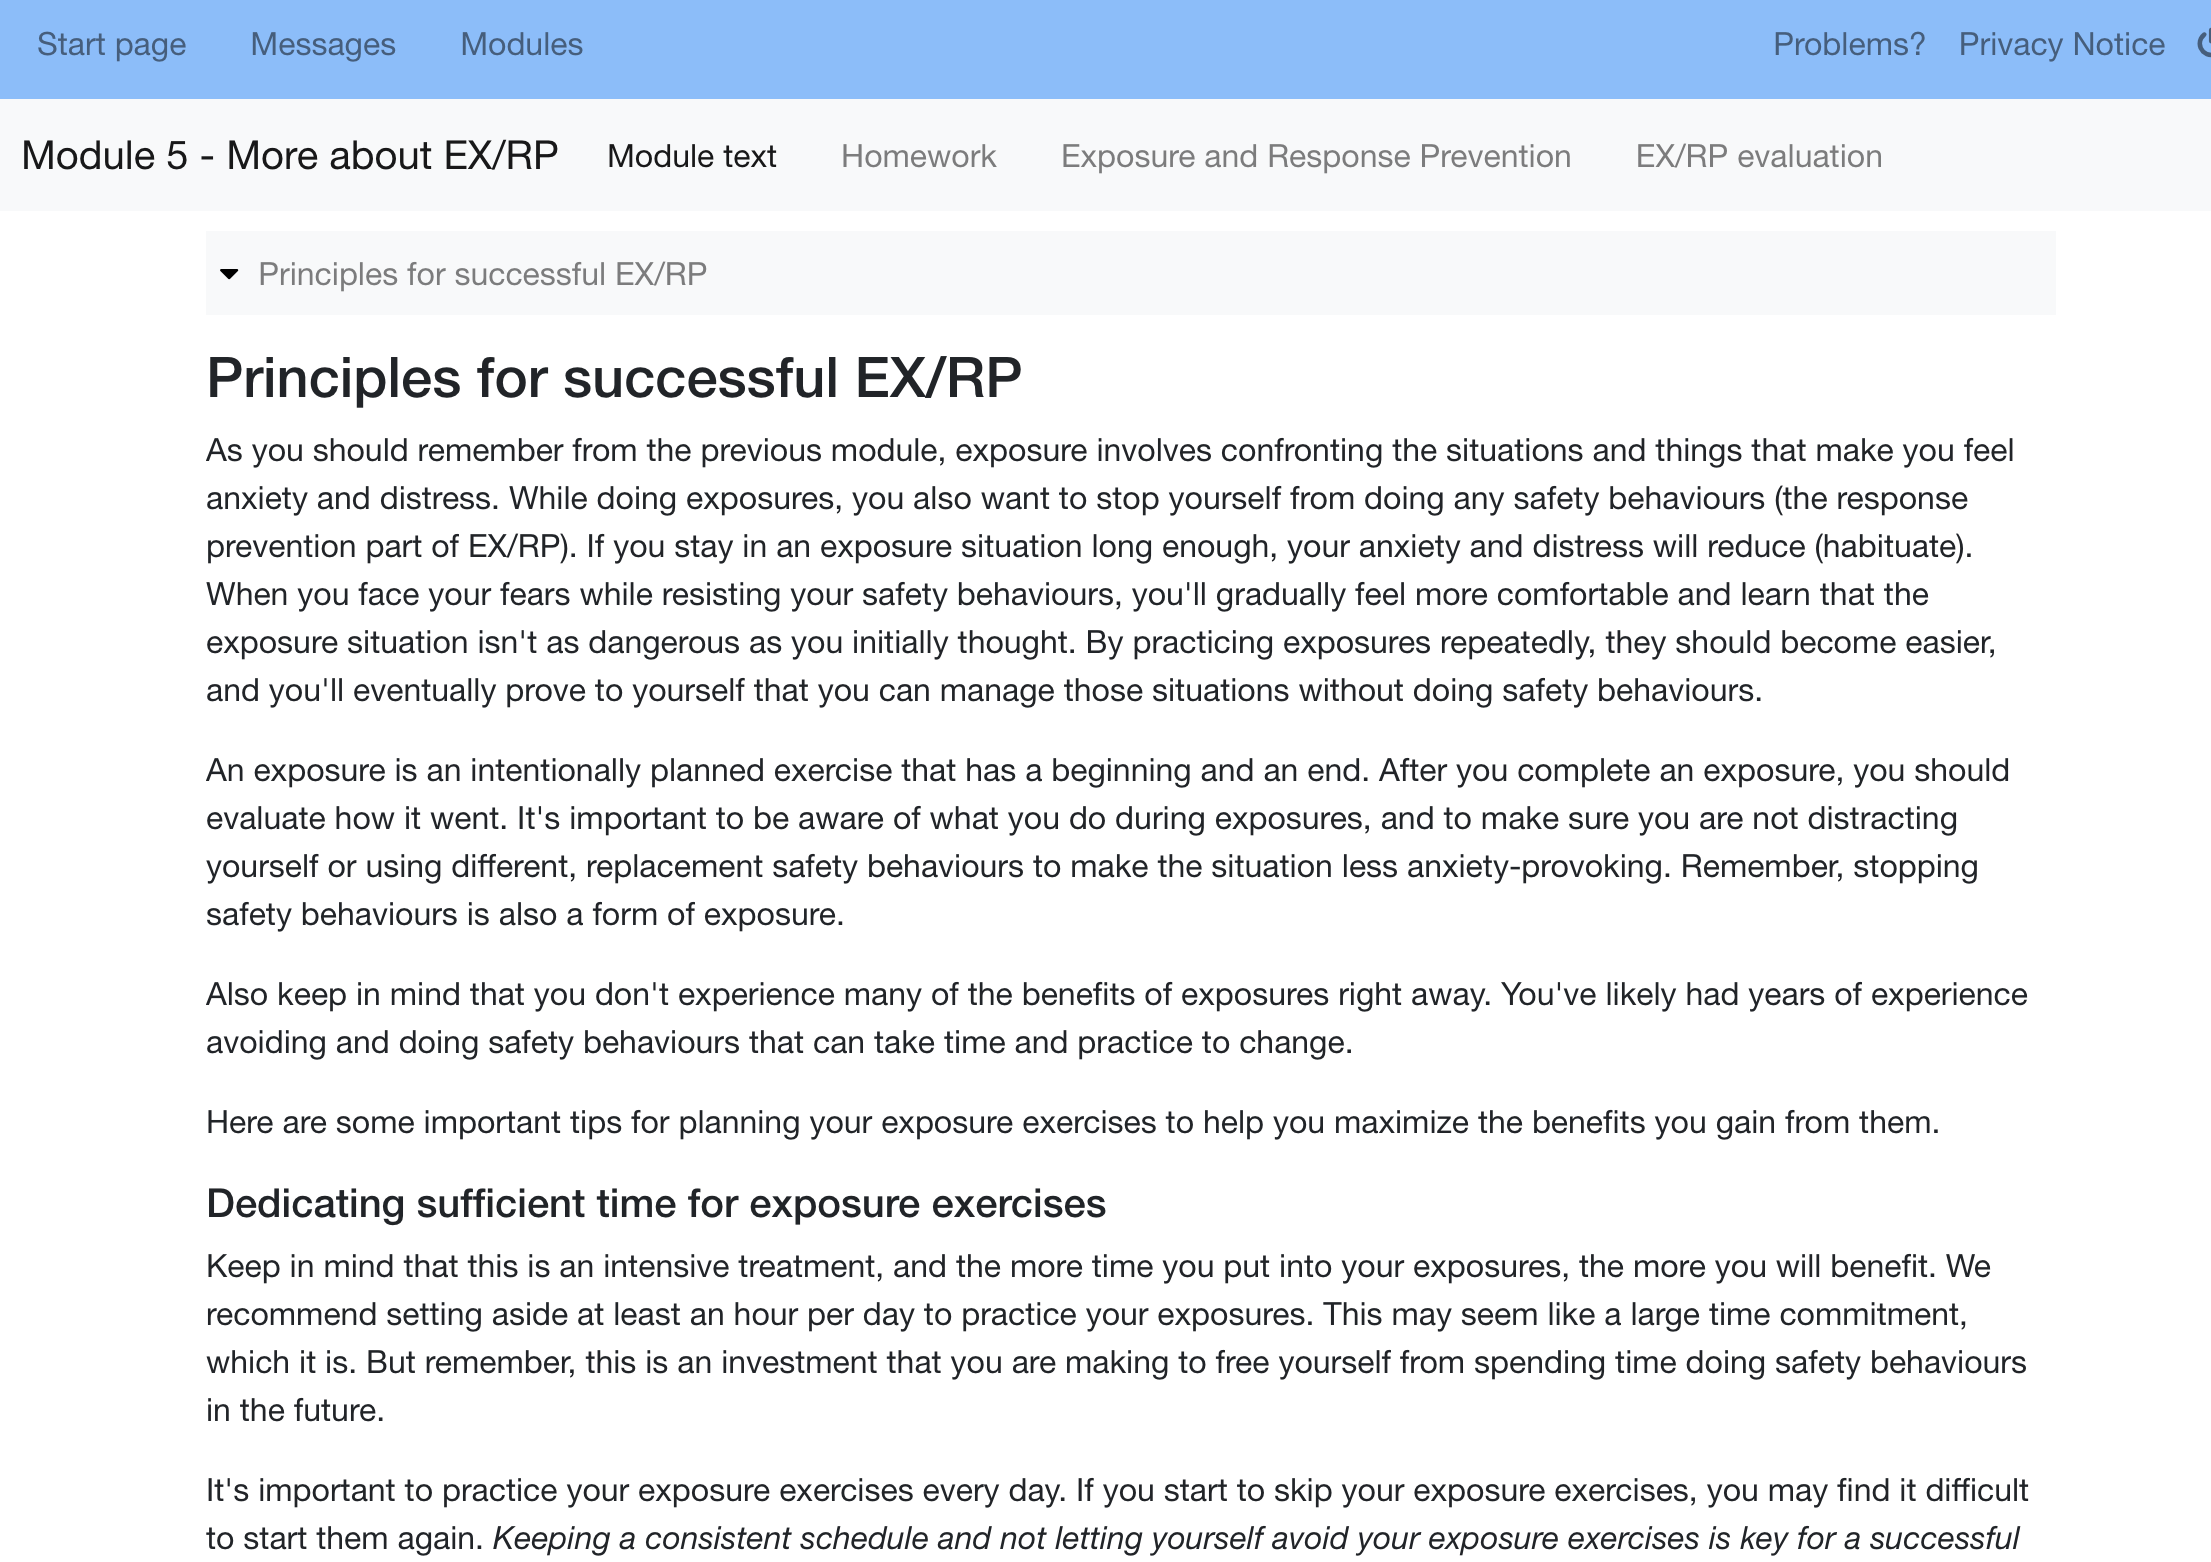 Start page Messages Modules Problems? Privacy Notice
Module 5 - More about EX/RP Module text Homework Exposure and Response Prevention EX/RP evaluation
Principles for successful EX/RP
Principles for successful EX/RP
As you should remember from the previous module, exposure involves confronting the situations and things that make you feel
anxiety and distress. While doing exposures, you also want to stop yourself from doing any safety behaviours (the response
prevention part of EX/RP). If you stay in an exposure situation long enough, your anxiety and distress will reduce (habituate).
When you face your fears while resisting your safety behaviours, you'll gradually feel more comfortable and learn that the
exposure situation isn't as dangerous as you initially thought. By practicing exposures repeatedly, they should become easier,
and you'll eventually prove to yourself that you can manage those situations without doing safety behaviours.
An exposure is an intentionally planned exercise that has a beginning and an end. After you complete an exposure, you should
evaluate how it went. It's important to be aware of what you do during exposures, and to make sure you are not distracting
yourself or using different, replacement safety behaviours to make the situation less anxiety-provoking. Remember, stopping
safety behaviours is also a form of exposure.
Also keep in mind that you don't experience many of the benefits of exposures right away. You've likely had years of experience
avoiding and doing safety behaviours that can take time and practice to change.
Here are some important tips for planning your exposure exercises to help you maximize the benefits you gain from them.
Dedicating sufficient time for exposure exercises
Keep in mind that this is an intensive treatment, and the more time you put into your exposures, the more you will benefit. We
recommend setting aside at least an hour per day to practice your exposures. This may seem like a large time commitment,
which it is. But remember, this is an investment that you are making to free yourself from spending time doing safety behaviours
in the future.
It's important to practice your exposure exercises every day. If you start to skip your exposure exercises, you may find it difficult
to start them again. Keeping a consistent schedule and not letting yourself avoid your exposure exercises is key for a successful